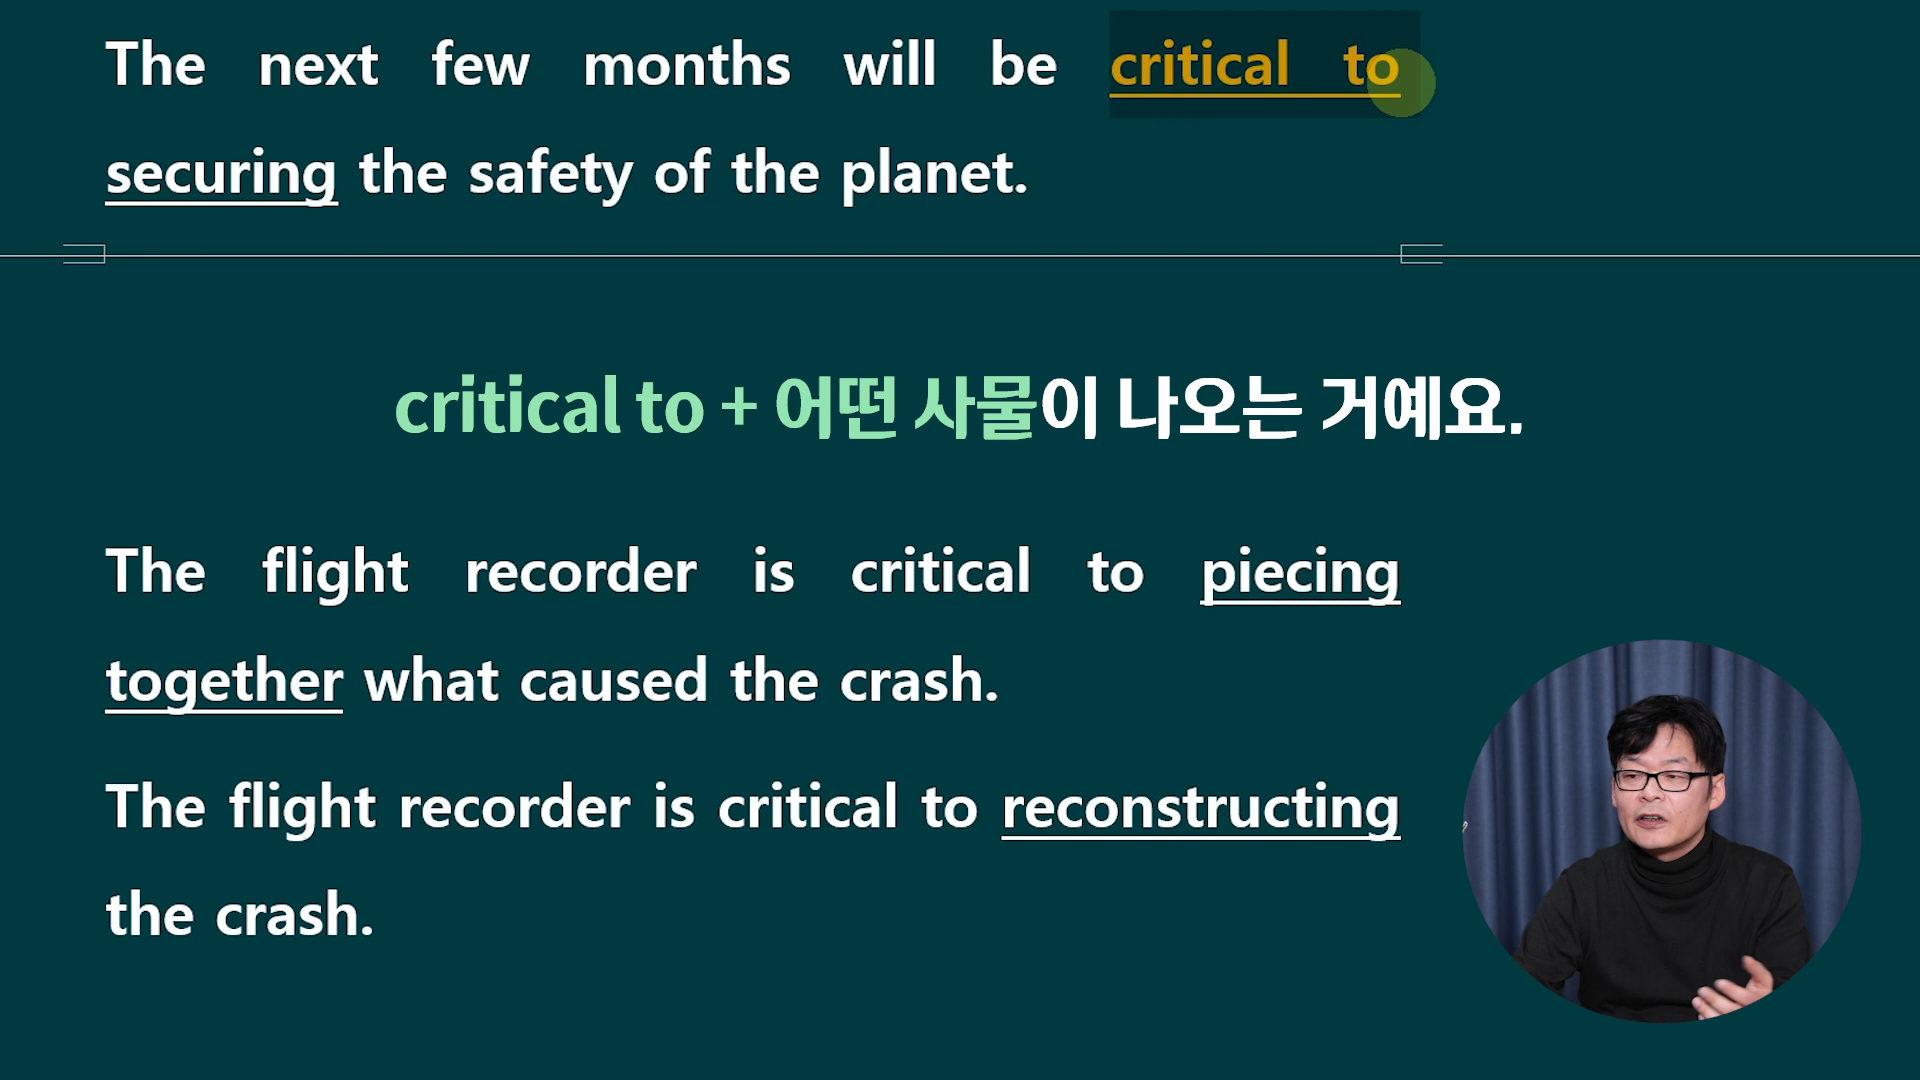 The next few months will be critical to
securing the safety of the planet.
critical to + 어떤 사물이 나오는 거예요.
The flight recorder is critical to piecing
together what caused the crash.
The flight recorder is critical to reconstructing
the crash.